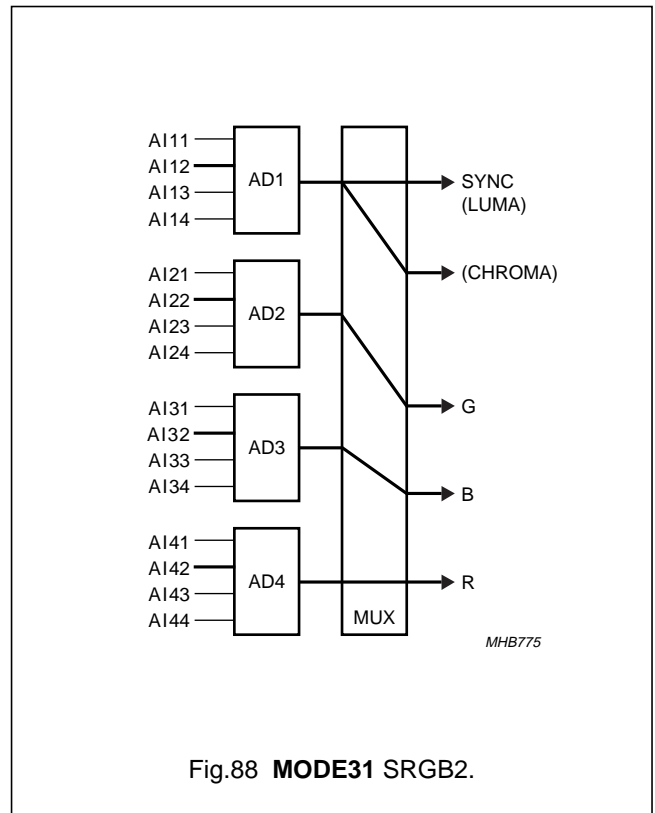 AI11
AI12
AI13
AI14
AD1
SYNC
(LUMA)
(CHROMA)
AI21
AI22
AI23
AI24
AD2
G
AI31
AI32
AI33
AI34
AD3
B
AI41
AI42
AI43
AI44
AD4
R
MUX
MHB775
Fig.88 MODE31 SRGB2.